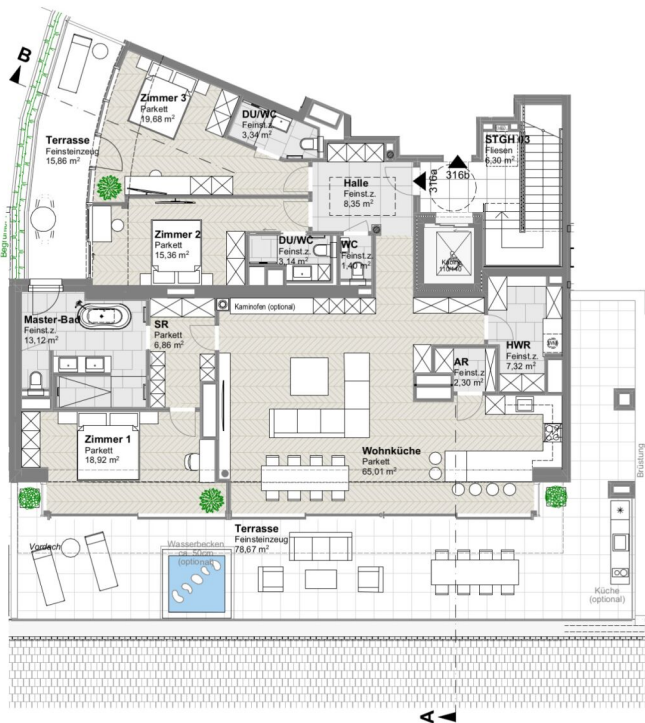 B
Zimmer 3
Parkett
19,68 m²
DU/WC
Feinst.z.
3,34 m²
Terrasse
Feinsteinzeug
15,86 m²
STGH 03
Fliesen
6,30 m²
316a
316b
Halle
Feinst.z.
8,35 m²
Zimmer 2
Parkett
15,36 m²
DU/WC
Feinst.z.
3,14 m²
WC
Feinst.z.
1,40 m²
110/140
Kaminofen (optional)
Master-Bad
Feinst.z.
13,12 m²
SR
Parkett
6,86 m²
HWR
Feinst.z.
7,32 m²
AR
Feinst.z.
2,30 m²
Zimmer 1
Parkett
18,92 m²
Wohnküche
Parkett
65,01 m²
Brüstung
Terrasse
Feinsteinzeug
78,67 m²
Vordach
Wasserbecken
ca. 50cm
(optional)
Küche
(optional)
A